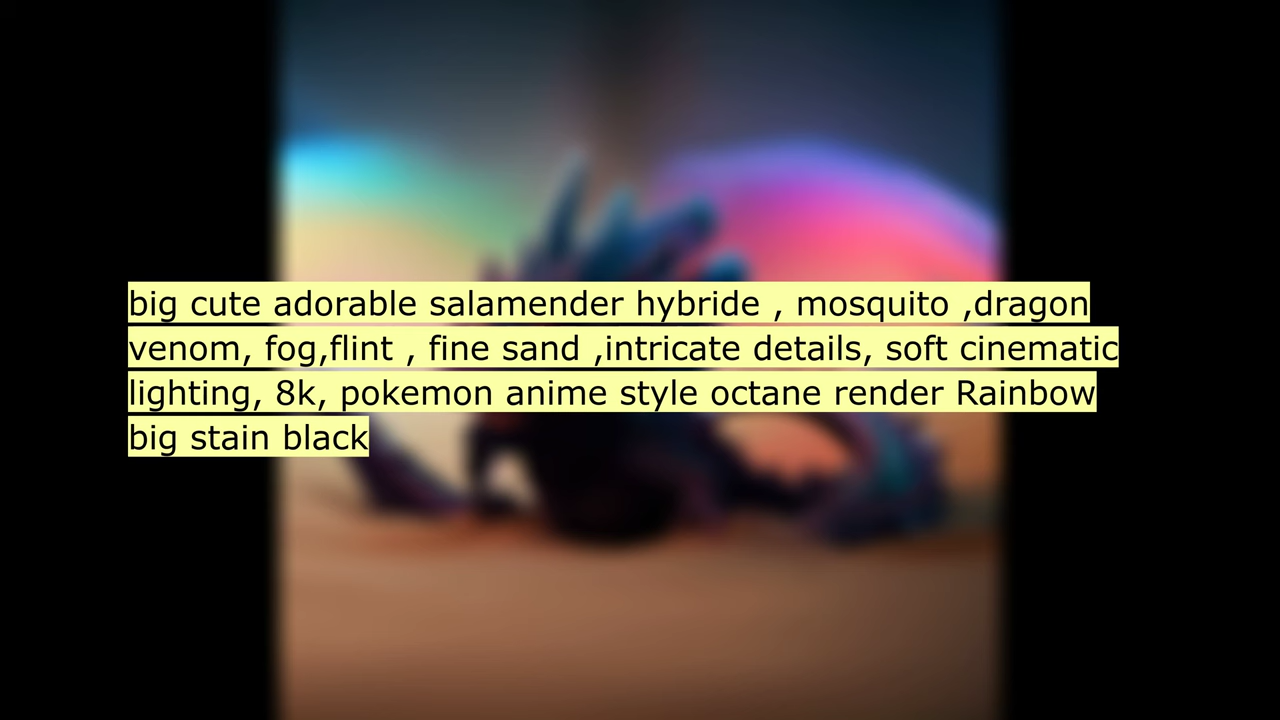 big cute adorable salamender hybride , mosquito ,dragon
venom, fog,flint , fine sand ,intricate details, soft cinematic
lighting, 8k, pokemon anime style octane render Rainbow
big stain black